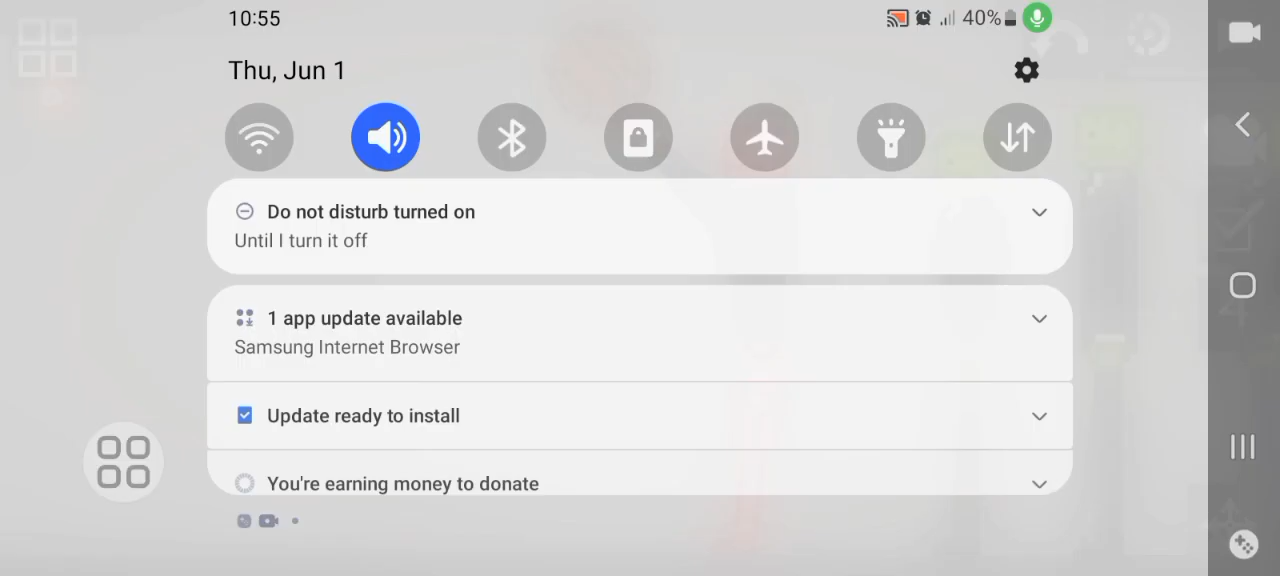 10:55
40%
Thu, Jun 1
Do not disturb turned on
Until I turn it off
1 app update available
Samsung Internet Browser
Update ready to install
You're earning money to donate